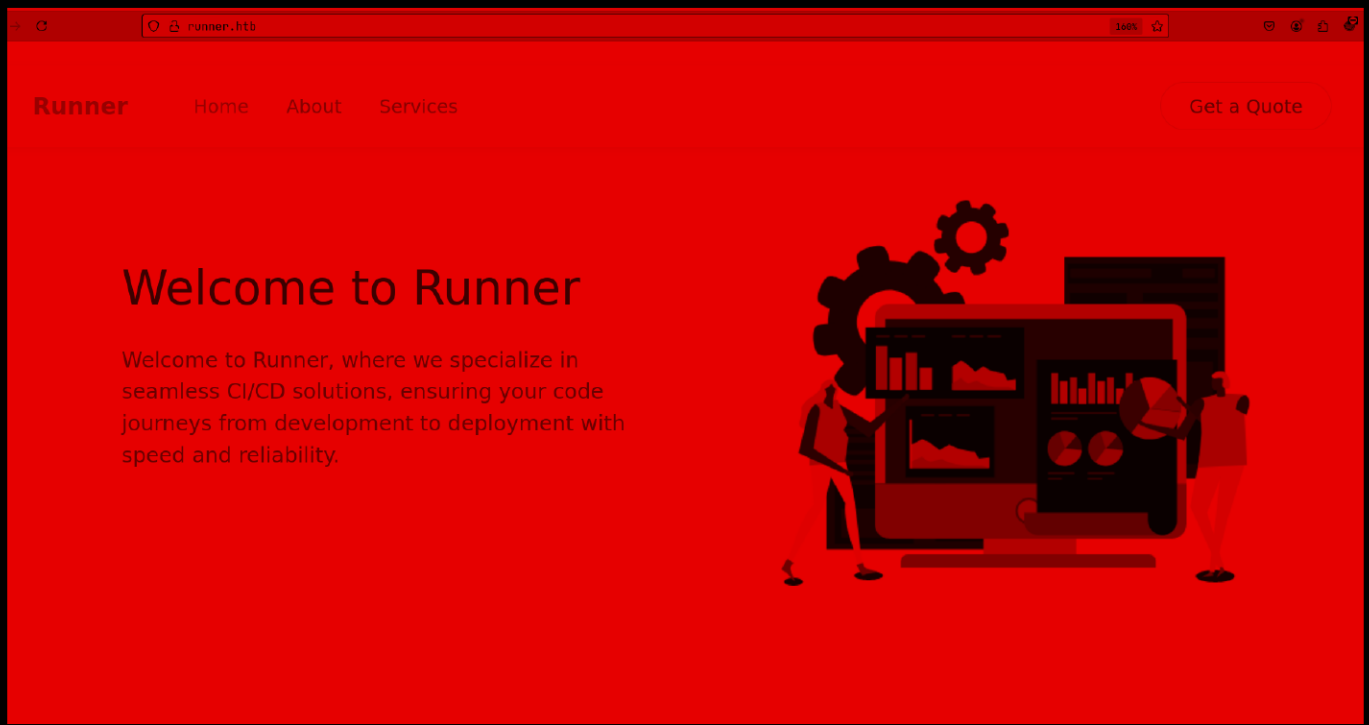 runner.htb 160%
Runner Home About Services Get a Quote
Welcome to Runner
Welcome to Runner, where we specialize in
seamless CI/CD solutions, ensuring your code
journeys from development to deployment with
speed and reliability.